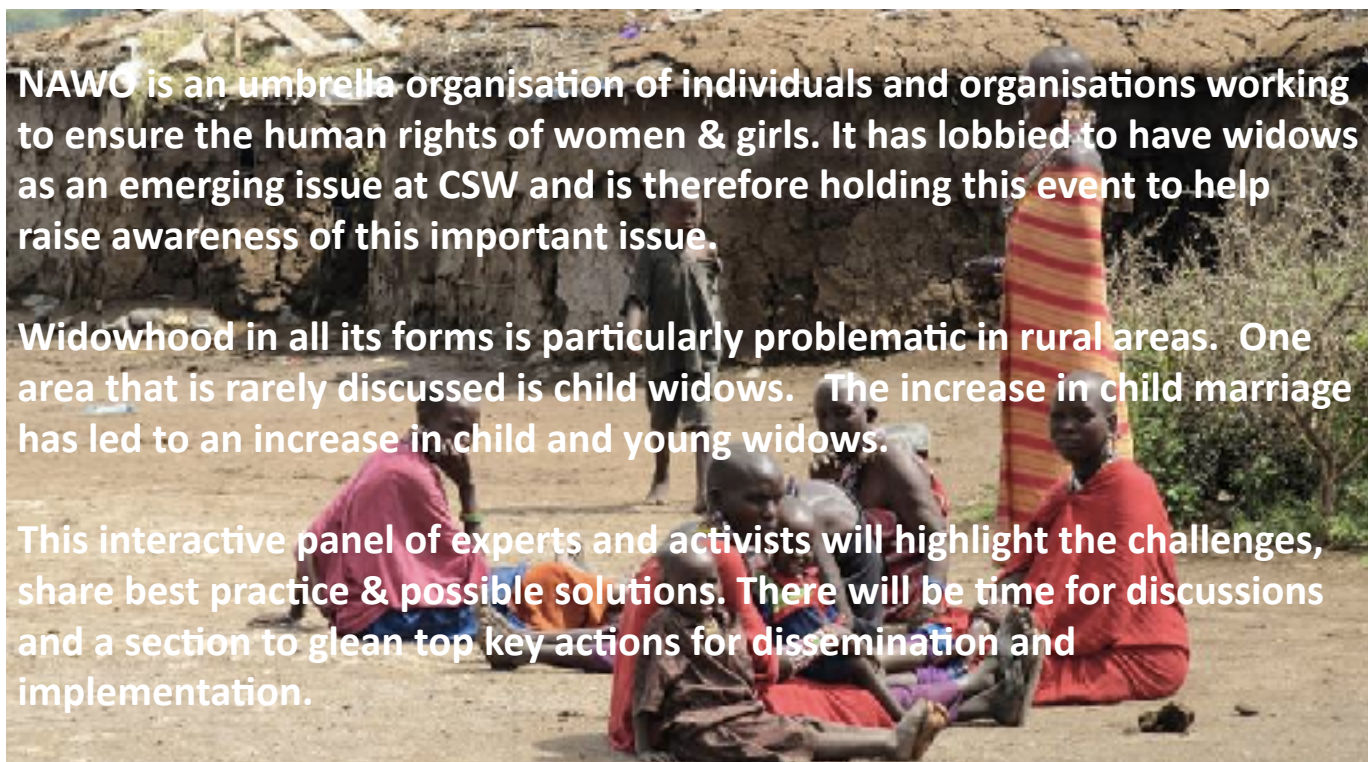 NAWO is an umbrella organisation of individuals and organisations working
to ensure the human rights of women & girls. It has lobbied to have widows
as an emerging issue at CSW and is therefore holding this event to help
raise awareness of this important issue.
Widowhood in all its forms is particularly problematic in rural areas.  One
area that is rarely discussed is child widows.   The increase in child marriage
has led to an increase in child and young widows.
This interactive panel of experts and activists will highlight the challenges,
share best practice & possible solutions. There will be time for discussions
and a section to glean top key actions for dissemination and
implementation.